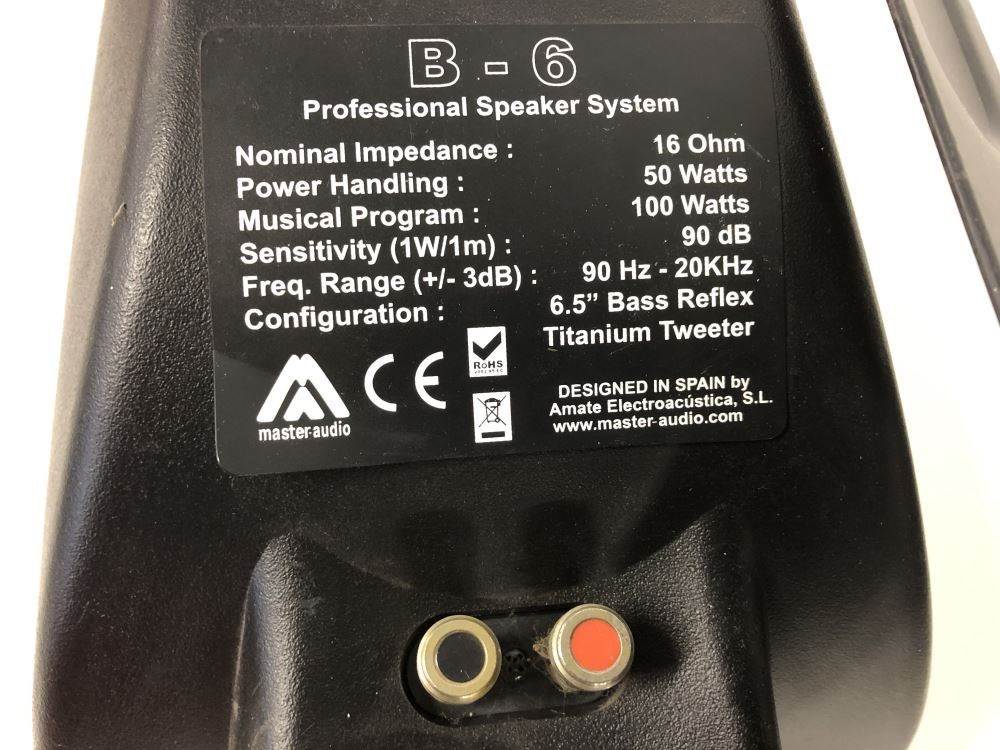 B - 6
Professional Speaker System
Nominal Impedance : 16 Ohm
Power Handling : 50 Watts
Musical Program : 100 Watts
Sensitivity (1W/1m) : 90 dB
Freq. Range (+/- 3dB) : 90 Hz - 20KHz
Configuration : 6.5” Bass Reflex
Titanium Tweeter
master-audio
CE
RoHS
DESIGNED IN SPAIN by
Amate Electroacústica, S.L.
www.master-audio.com